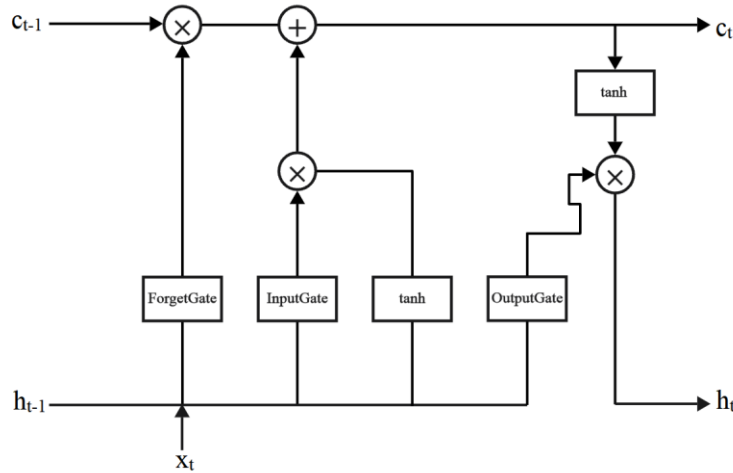 c_{t-1}
×
+
c_t
tanh
×
×
ForgetGate
InputGate
tanh
OutputGate
h_{t-1}
h_t
x_t